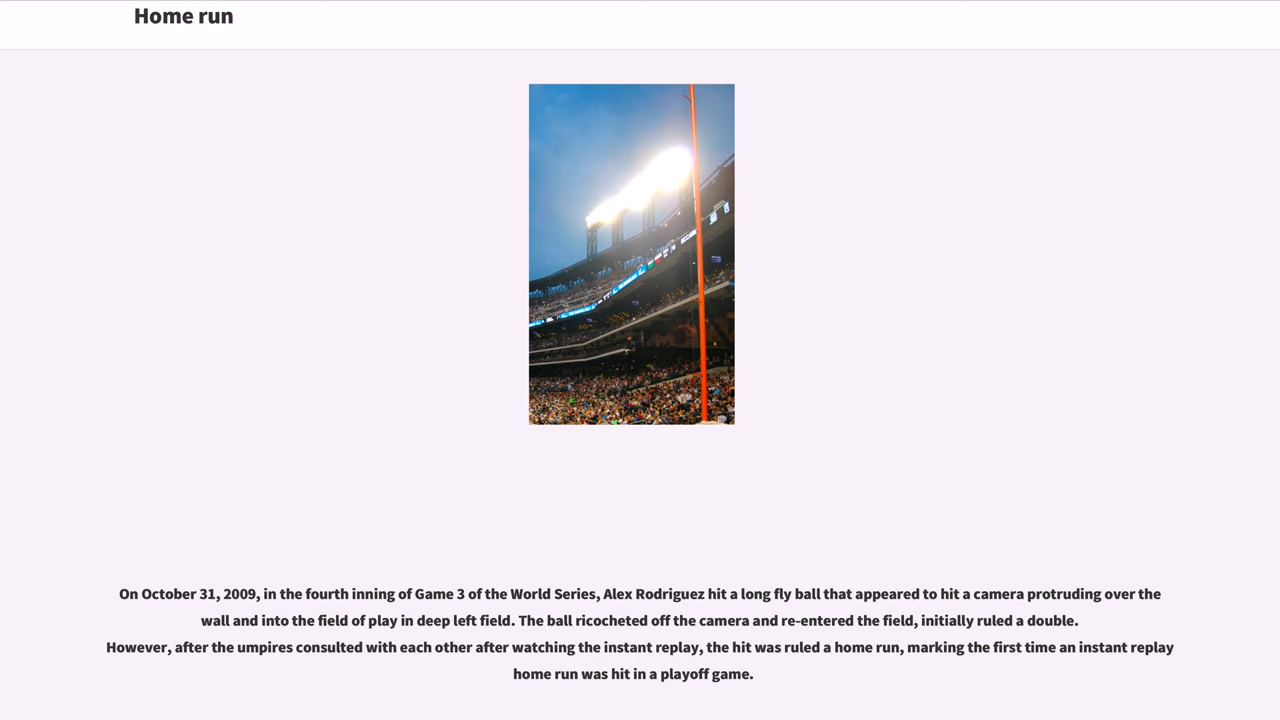 Home run
On October 31, 2009, in the fourth inning of Game 3 of the World Series, Alex Rodriguez hit a long fly ball that appeared to hit a camera protruding over the
wall and into the field of play in deep left field. The ball ricocheted off the camera and re-entered the field, initially ruled a double.
However, after the umpires consulted with each other after watching the instant replay, the hit was ruled a home run, marking the first time an instant replay
home run was hit in a playoff game.